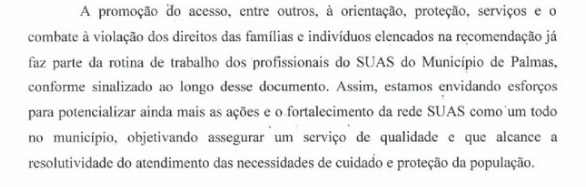 A promoção do acesso, entre outros, à orientação, proteção, serviços e o
combate à violação dos direitos das famílias e indivíduos elencados na recomendação já
faz parte da rotina de trabalho dos profissionais do SUAS do Município de Palmas,
conforme sinalizado ao longo desse documento. Assim, estamos envidando esforços
para potencializar ainda mais as ações e o fortalecimento da rede SUAS como um todo
no município, objetivando assegurar um serviço de qualidade e que alcance a
resolutividade do atendimento das necessidades de cuidado e proteção da população.